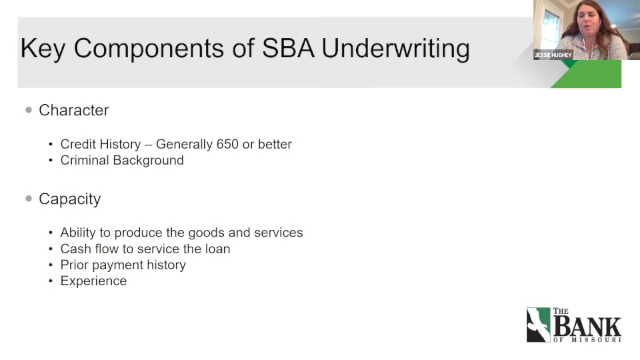 Key Components of SBA Underwriting
JESSIE HUGHEY
Character
Credit History – Generally 650 or better
Criminal Background
Capacity
Ability to produce the goods and services
Cash flow to service the loan
Prior payment history
Experience
THE
BANK
OF MISSOURI